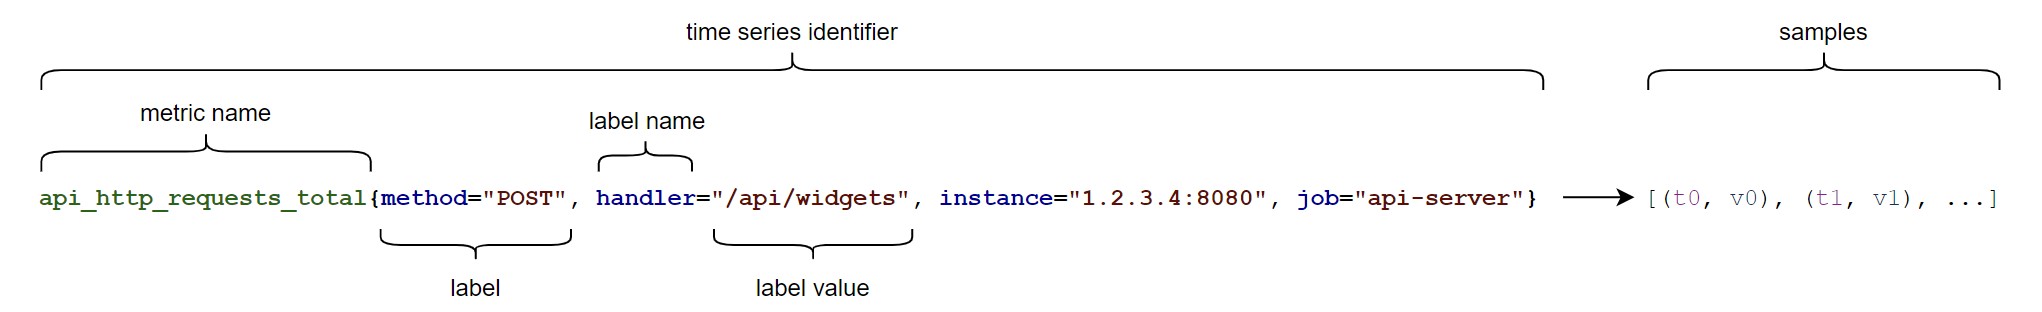 time series identifier
samples
metric name
label name
api_http_requests_total{method="POST", handler="/api/widgets", instance="1.2.3.4:8080", job="api-server"}
[(t0, v0), (t1, v1), ...]
label
label value